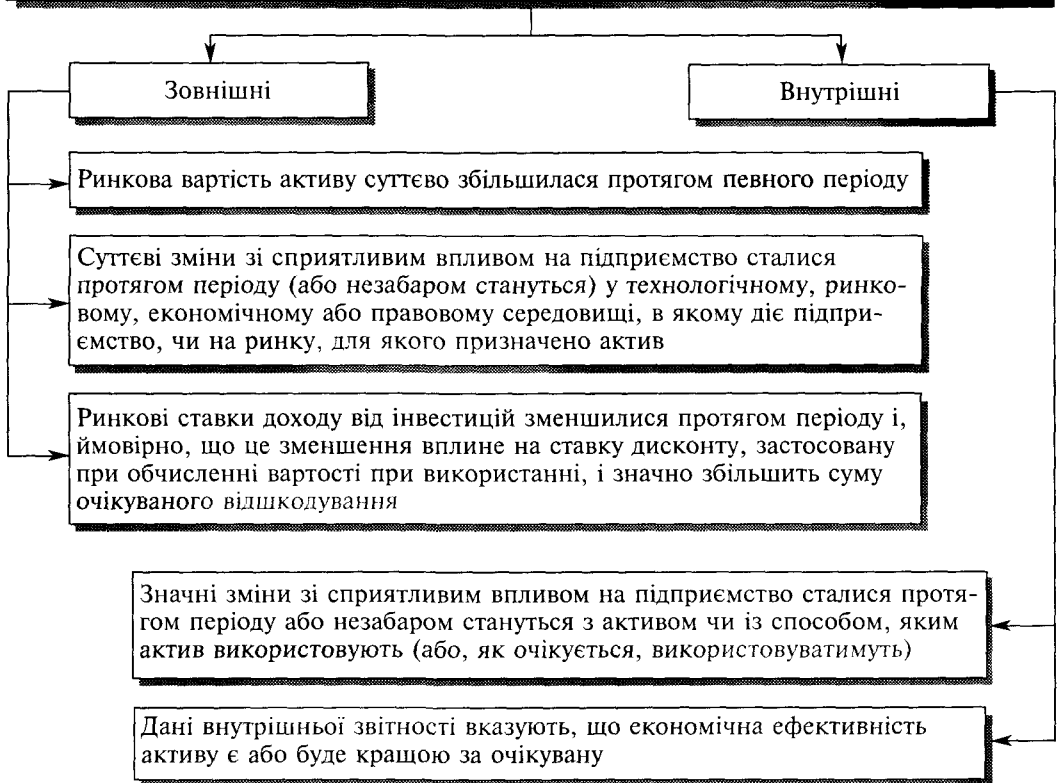 Зовнішні
Внутрішні
Ринкова вартість активу суттєво збільшилася протягом певного періоду
Суттєві зміни зі сприятливим впливом на підприємство сталися
протягом періоду (або незабаром стануться) у технологічному, ринко-
вому, економічному або правовому середовищі, в якому діє підпри-
ємство, чи на ринку, для якого призначено актив
Ринкові ставки доходу від інвестицій зменшилися протягом періоду і,
ймовірно, що це зменшення вплине на ставку дисконту, застосовану
при обчисленні вартості при використанні, і значно збільшить суму
очікуваного відшкодування
Значні зміни зі сприятливим впливом на підприємство сталися протя-
гом періоду або незабаром стануться з активом чи із способом, яким
актив використовують (або, як очікується, використовуватимуть)
Дані внутрішньої звітності вказують, що економічна ефективність
активу є або буде кращою за очікувану